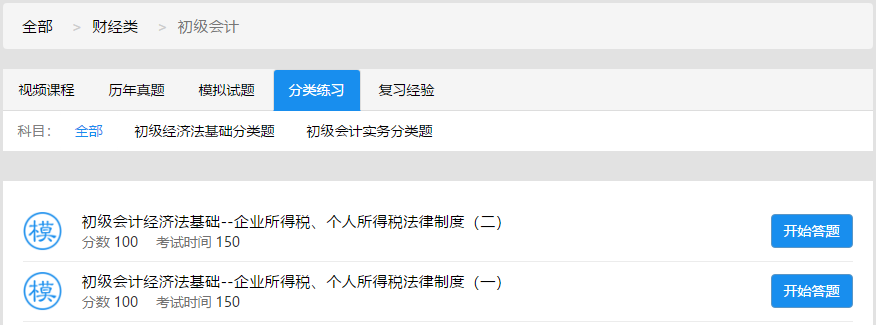 全部 > 财经类 > 初级会计
视频课程 历年真题 模拟试题 分类练习 复习经验
科目： 全部 初级经济法基础分类题 初级会计实务分类题
模 初级会计经济法基础--企业所得税、个人所得税法律制度（二）
分数 100 考试时间 150
开始答题
模 初级会计经济法基础--企业所得税、个人所得税法律制度（一）
分数 100 考试时间 150
开始答题